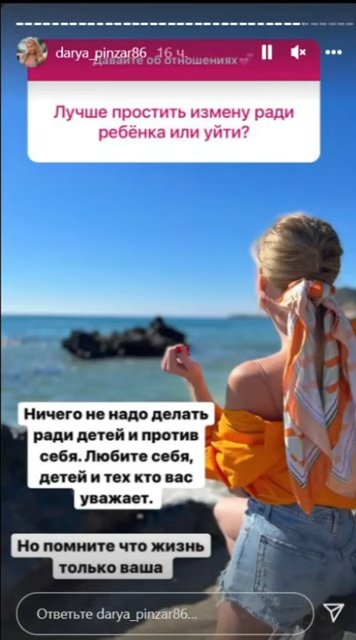 darya_pinzar86 16 ч.
Давайте об отношениях
Лучше простить измену ради
ребёнка или уйти?
Ничего не надо делать
ради детей и против
себя. Любите себя,
детей и тех кто вас
уважает.
Но помните что жизнь
только ваша
Ответьте darya_pinzar86...